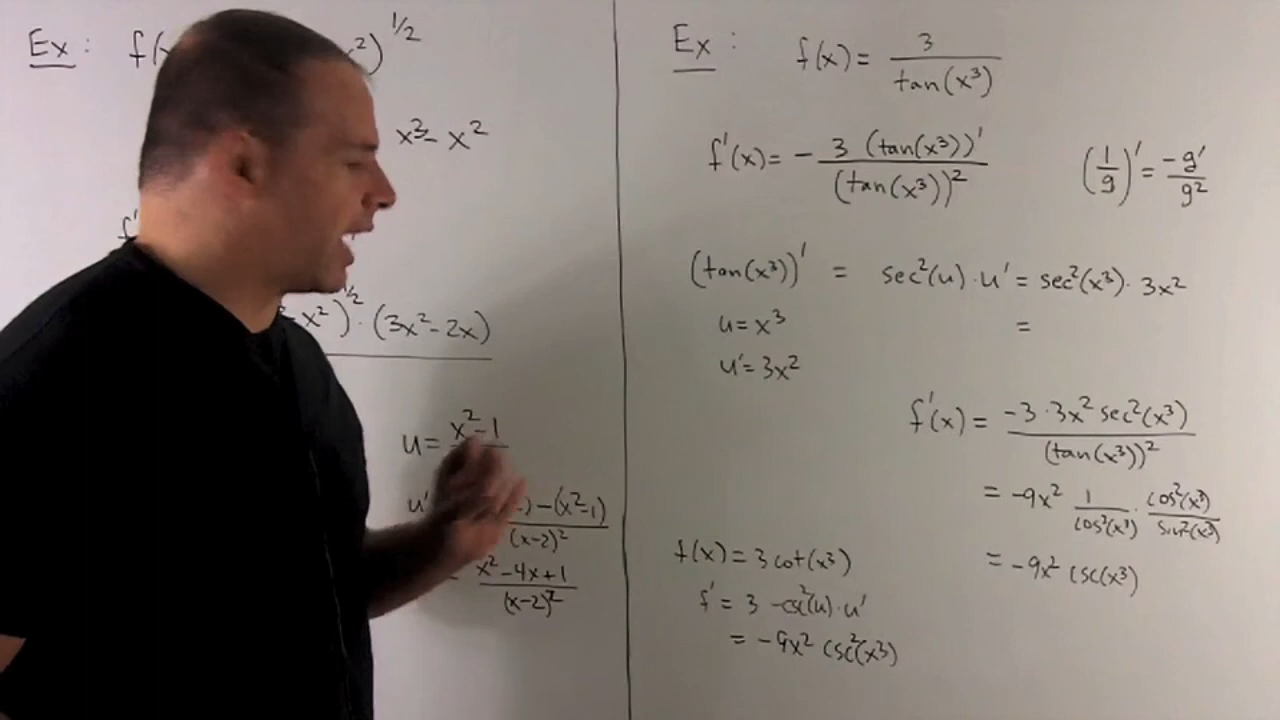 Ex: f(x²)^{1/2}
x³- x²
f'
- x²)^{1/2} · (3x²-2x)
u = x²-1
u' ) - (x²-1) / (x-2)²
x²-4x+1 / (x-2)²
Ex: f(x) = 3 / tan(x³)
f'(x) = - 3 (tan(x³))' / (tan(x³))² (1/g)' = -g'/g²
(tan(x³))' = sec²(u) · u' = sec²(x³) · 3x²
u = x³ =
u' = 3x²
f'(x) = -3·3x² sec²(x³) / (tan(x³))²
= -9x² 1/cos²(x³) · cos²(x³)/sin²(x³)
= -9x² csc(x³)
f(x) = 3 cot(x³)
f' = 3 -csc²(u) · u'
= -9x² csc²(x³)